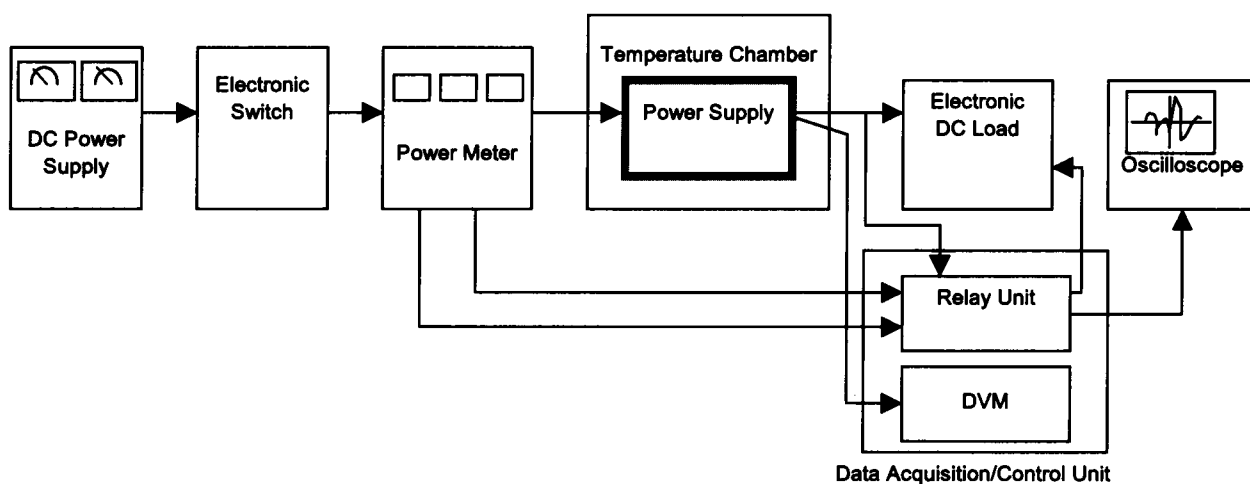 DC Power
Supply
Electronic
Switch
Power Meter
Temperature Chamber
Power Supply
Electronic
DC Load
Oscilloscope
Relay Unit
DVM
Data Acquisition/Control Unit